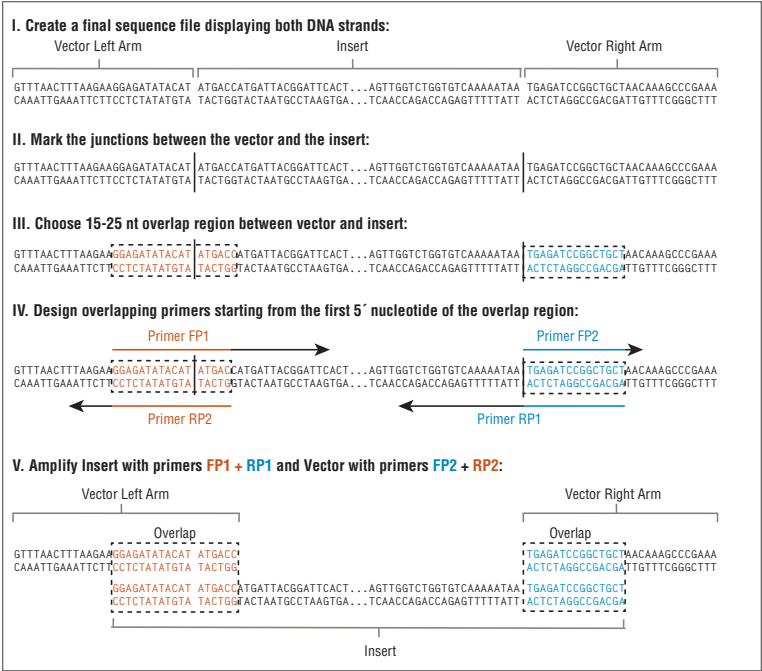 I. Create a final sequence file displaying both DNA strands:
Vector Left Arm Insert Vector Right Arm
GTTTAACTTTAAGAAGGAGATATACAT ATGACCATGATTACGGATTCACT...AGTTGGTCTGGTGTCAAAAATAA TGAGATCCGGCTGCTAACAAAGCCCGAAA
CAAATTGAAATTCTTCCTCTATATGTA TACTGGTACTAATGCCTAAGTGA...TCAACCAGACCAGAGTTTTTATT ACTCTAGGCCGACGATTGTTTCGGGCTTT
II. Mark the junctions between the vector and the insert:
GTTTAACTTTAAGAAGGAGATATACAT ATGACCATGATTACGGATTCACT...AGTTGGTCTGGTGTCAAAAATAA TGAGATCCGGCTGCTAACAAAGCCCGAAA
CAAATTGAAATTCTTCCTCTATATGTA TACTGGTACTAATGCCTAAGTGA...TCAACCAGACCAGAGTTTTTATT ACTCTAGGCCGACGATTGTTTCGGGCTTT
III. Choose 15-25 nt overlap region between vector and insert:
GTTTAACTTTAAGAAGGAGATATACAT ATGACCATGATTACGGATTCACT...AGTTGGTCTGGTGTCAAAAATAA TGAGATCCGGCTGCTAACAAAGCCCGAAA
CAAATTGAAATTCTTCCTCTATATGTA TACTGGTACTAATGCCTAAGTGA...TCAACCAGACCAGAGTTTTTATT ACTCTAGGCCGACGATTGTTTCGGGCTTT
IV. Design overlapping primers starting from the first 5´ nucleotide of the overlap region:
Primer FP1 Primer FP2
GTTTAACTTTAAGAAGGAGATATACAT ATGACCATGATTACGGATTCACT...AGTTGGTCTGGTGTCAAAAATAA TGAGATCCGGCTGCTAACAAAGCCCGAAA
CAAATTGAAATTCTTCCTCTATATGTA TACTGGTACTAATGCCTAAGTGA...TCAACCAGACCAGAGTTTTTATT ACTCTAGGCCGACGATTGTTTCGGGCTTT
Primer RP2 Primer RP1
V. Amplify Insert with primers FP1 + RP1 and Vector with primers FP2 + RP2:
Vector Left Arm Vector Right Arm
Overlap Overlap
GTTTAACTTTAAGAAGGAGATATACAT ATGACC TGAGATCCGGCTGCTAACAAAGCCCGAAA
CAAATTGAAATTCTTCCTCTATATGTA TACTGG ACTCTAGGCCGACGATTGTTTCGGGCTTT
GGAGATATACAT ATGACCATGATTACGGATTCACT...AGTTGGTCTGGTGTCAAAAATAA TGAGATCCGGCTGCT
CCTCTATATGTA TACTGGTACTAATGCCTAAGTGA...TCAACCAGACCAGAGTTTTTATT ACTCTAGGCCGACGA
Insert